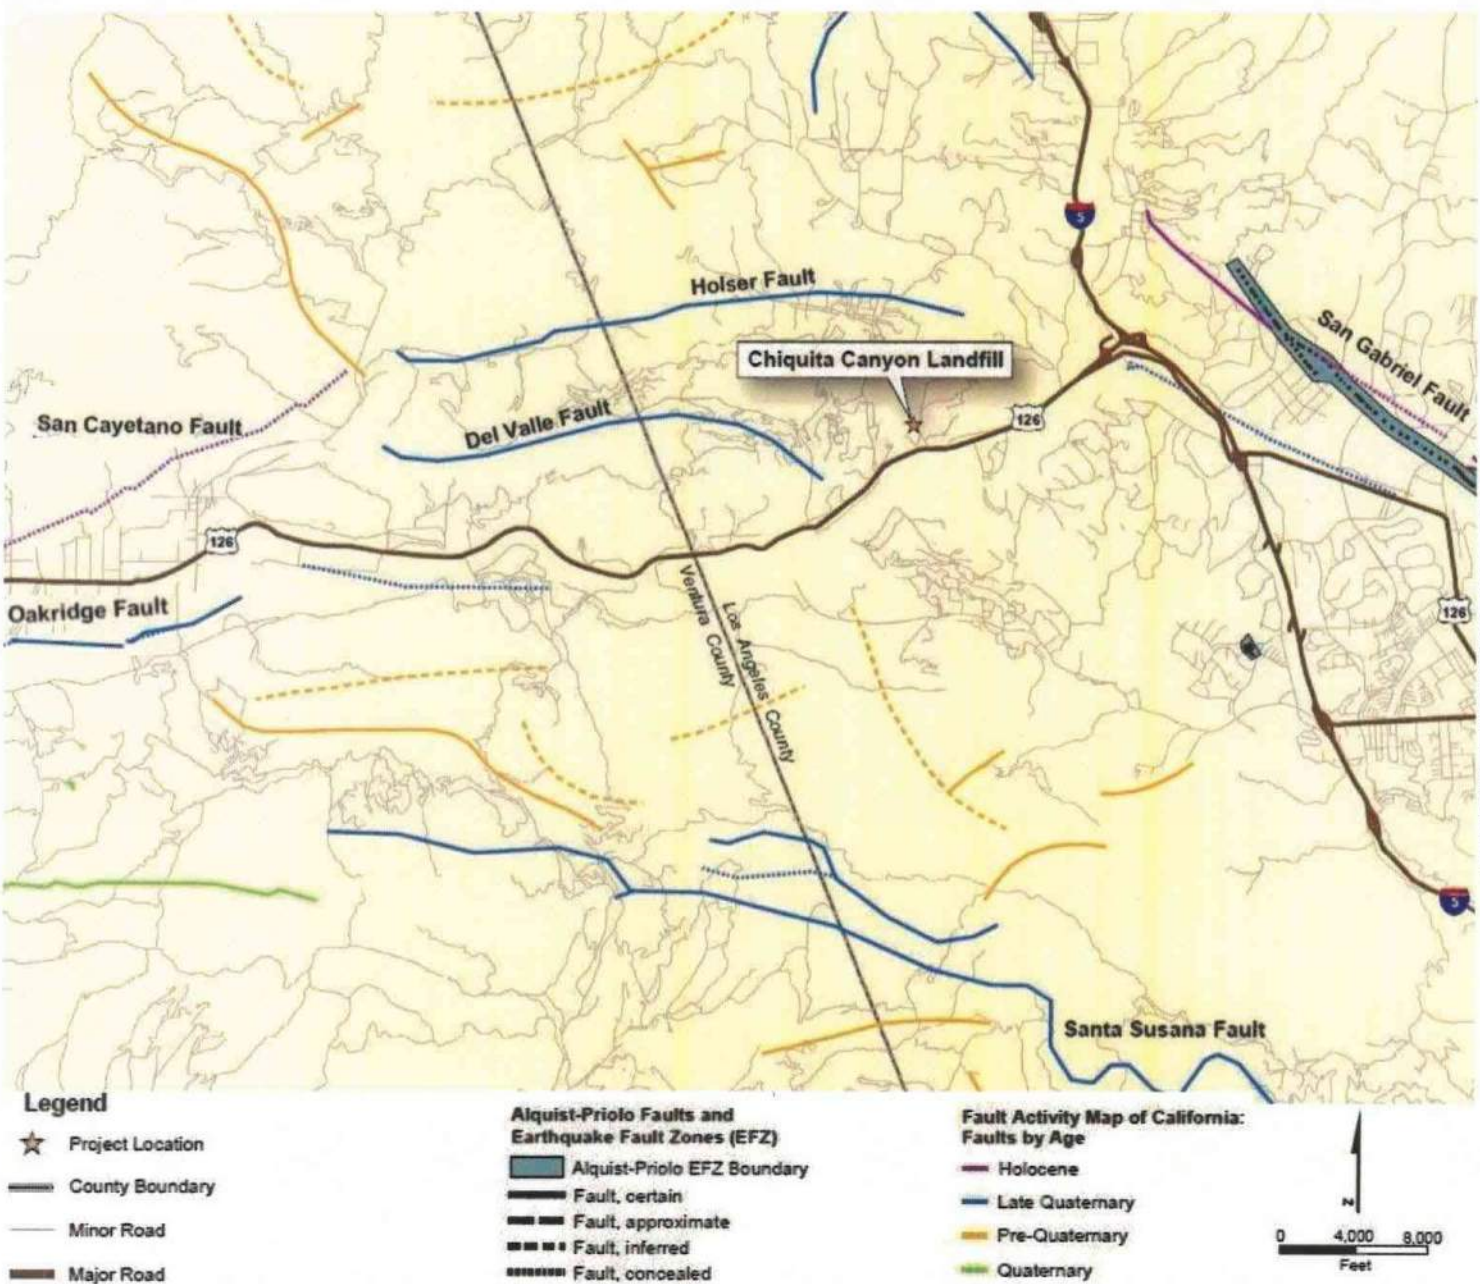 5
Holser Fault
Chiquita Canyon Landfill
San Gabriel Fault
San Cayetano Fault
Del Valle Fault
126
126
Oakridge Fault
Ventura County
Los Angeles County
126
5
Santa Susana Fault
Legend
Project Location
County Boundary
Minor Road
Major Road
Alquist-Priolo Faults and
Earthquake Fault Zones (EFZ)
Alquist-Priolo EFZ Boundary
Fault, certain
Fault, approximate
Fault, inferred
Fault, concealed
Fault Activity Map of California:
Faults by Age
Holocene
Late Quaternary
Pre-Quaternary
Quaternary
N
0 4,000 8,000
Feet